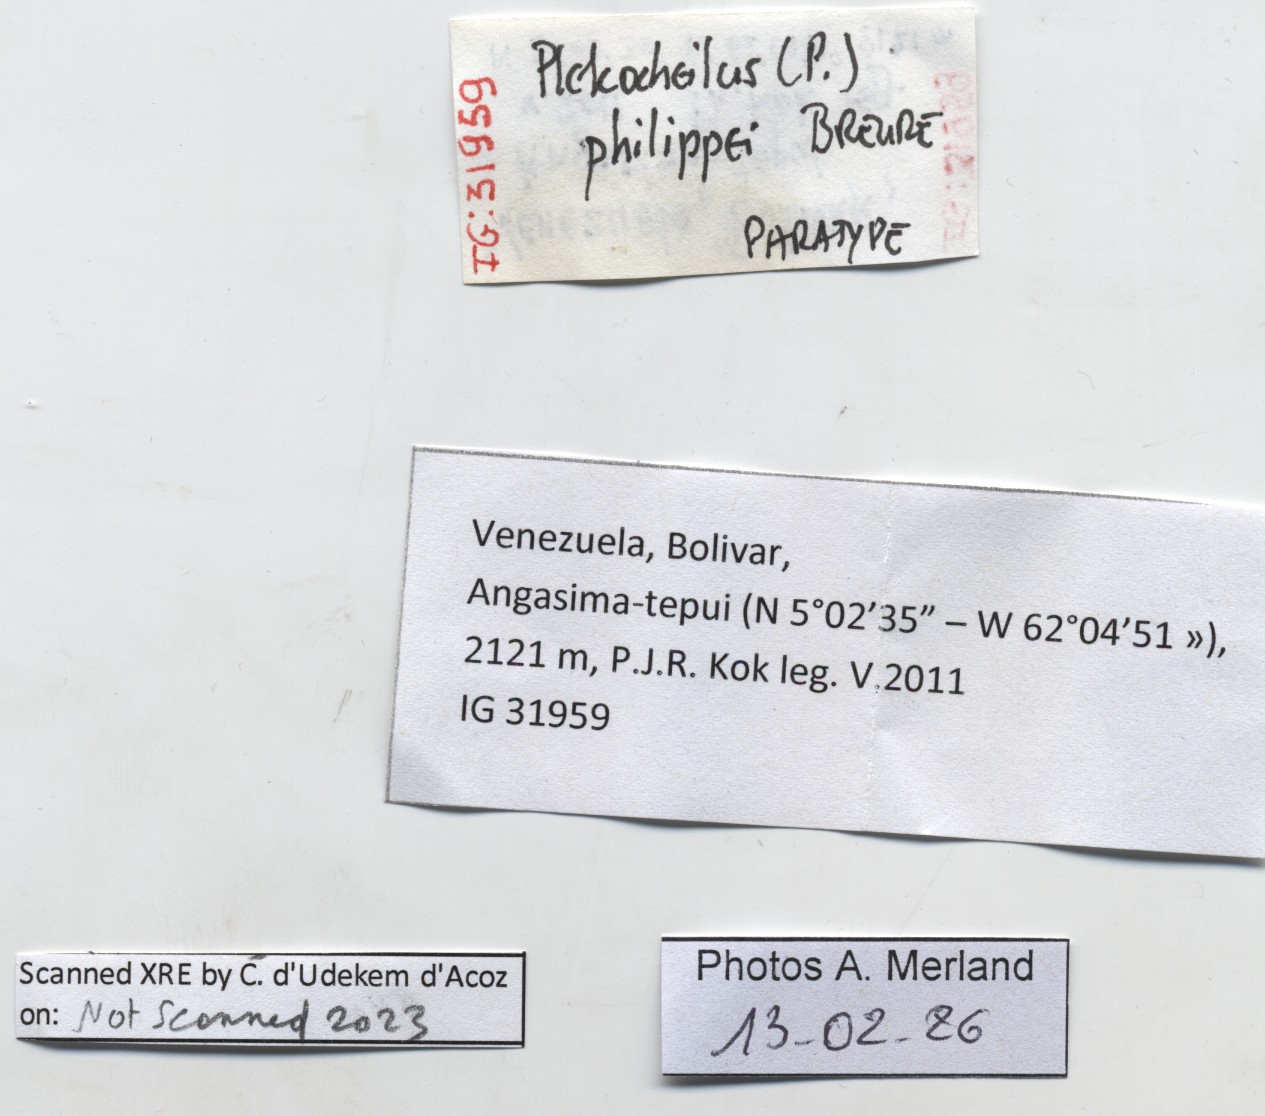 Plekocheilus (P.)
philippei BREURE
PARATYPE
IG:31959
Venezuela, Bolivar,
Angasima-tepui (N 5°02’35” – W 62°04’51 »),
2121 m, P.J.R. Kok leg. V.2011
IG 31959
Scanned XRE by C. d'Udekem d'Acoz
on: Not Scanned 2023
Photos A. Merland
13-02-26